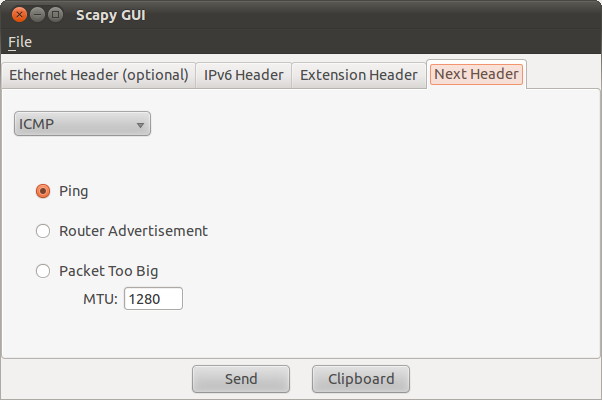 Scapy GUI
File
Ethernet Header (optional) IPv6 Header Extension Header Next Header
ICMP
Ping
Router Advertisement
Packet Too Big
MTU: 1280
Send Clipboard